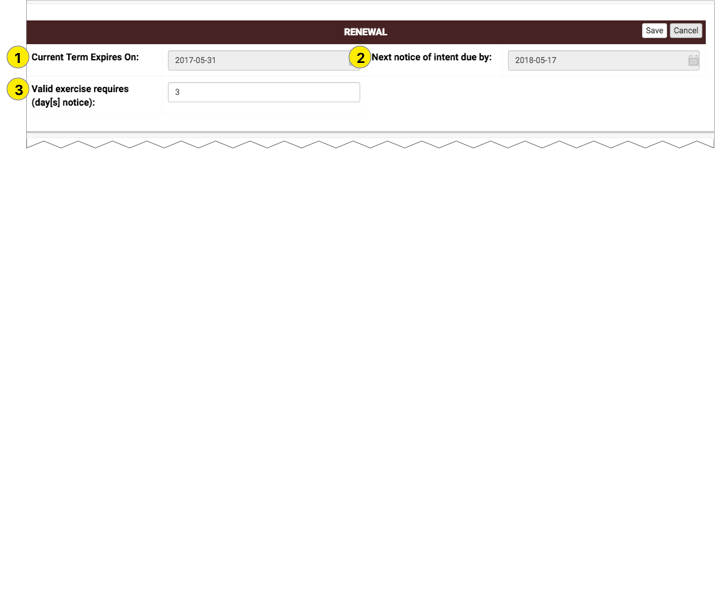 RENEWAL
Save Cancel
1 Current Term Expires On: 2017-05-31 2 Next notice of intent due by: 2018-05-17
3 Valid exercise requires
(day[s] notice): 3